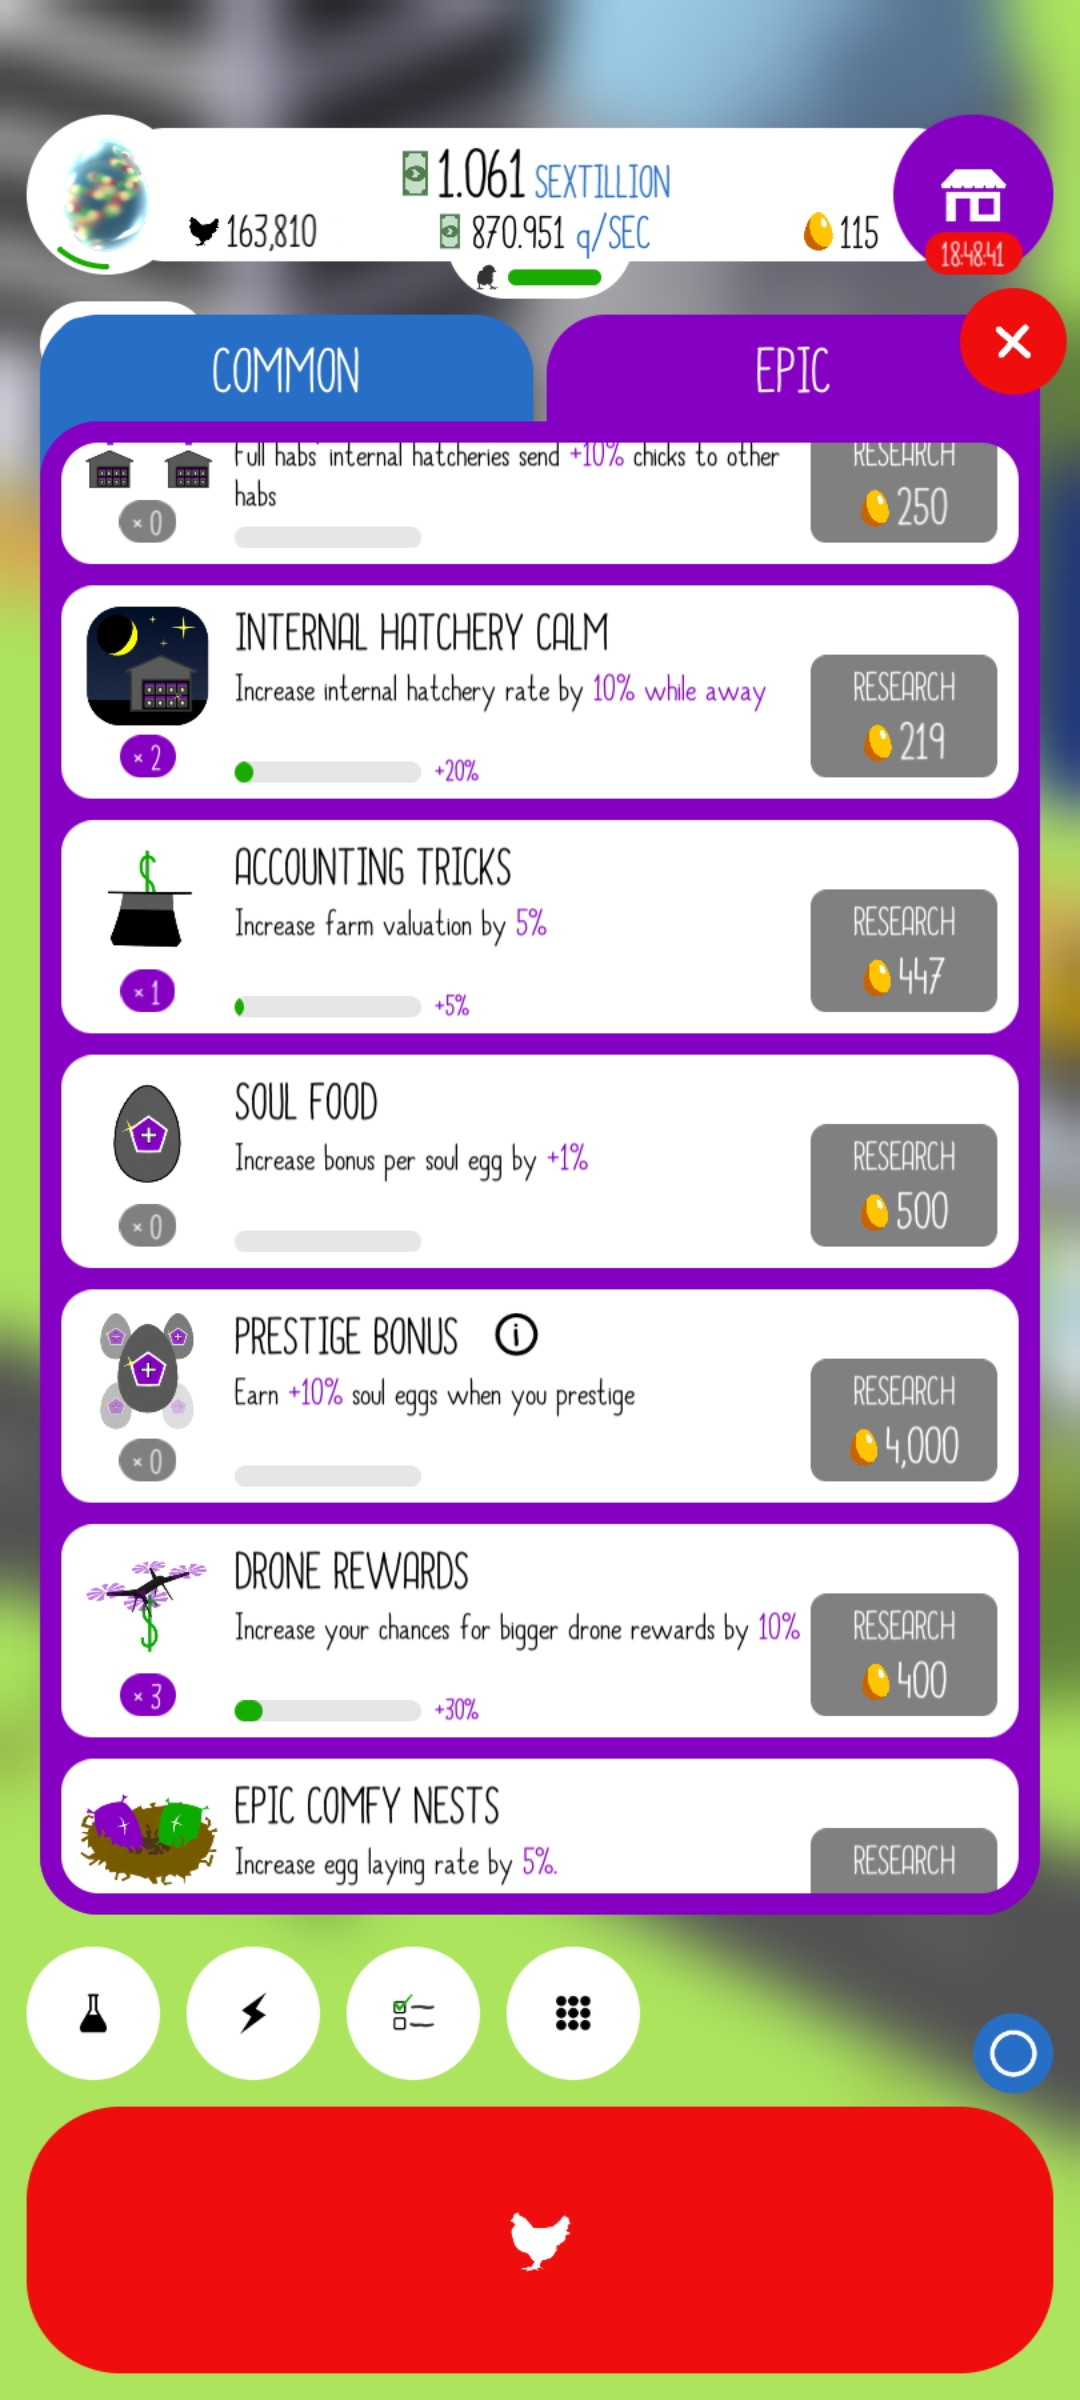 1.061 SEXTILLION
163,810
870.951 q/SEC
115
18:48:41
COMMON
EPIC
Full habs internal hatcheries send +10% chicks to other
habs
× 0
RESEARCH
250
INTERNAL HATCHERY CALM
Increase internal hatchery rate by 10% while away
× 2
+20%
RESEARCH
219
ACCOUNTING TRICKS
Increase farm valuation by 5%
× 1
+5%
RESEARCH
447
SOUL FOOD
Increase bonus per soul egg by +1%
× 0
RESEARCH
500
PRESTIGE BONUS
Earn +10% soul eggs when you prestige
× 0
RESEARCH
4,000
DRONE REWARDS
Increase your chances for bigger drone rewards by 10%
× 3
+30%
RESEARCH
400
EPIC COMFY NESTS
Increase egg laying rate by 5%.
RESEARCH